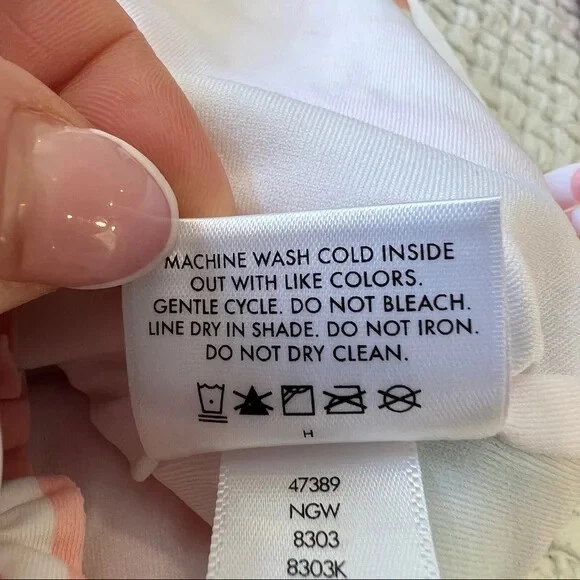 MACHINE WASH COLD INSIDE
OUT WITH LIKE COLORS.
GENTLE CYCLE. DO NOT BLEACH.
LINE DRY IN SHADE. DO NOT IRON.
DO NOT DRY CLEAN.
H
47389
NGW
8303
8303K